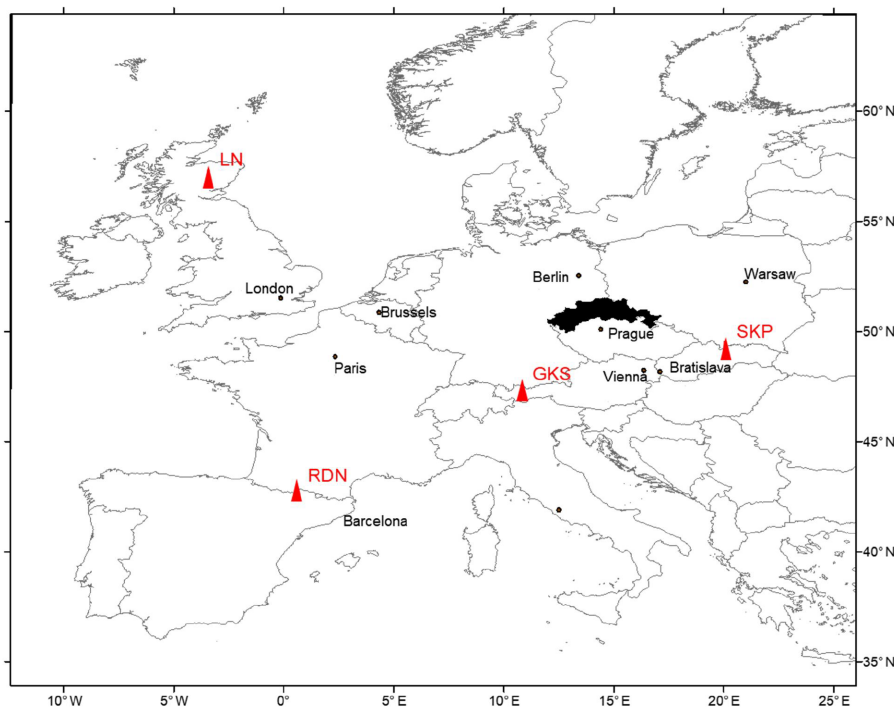 60° N
LN
55° N
Berlin
Warsaw
London
Brussels
50° N
SKP
Prague
Paris
GKS
Vienna
Bratislava
45° N
RDN
Barcelona
40° N
35° N
10° W
5° W
0°
5° E
10° E
15° E
20° E
25° E